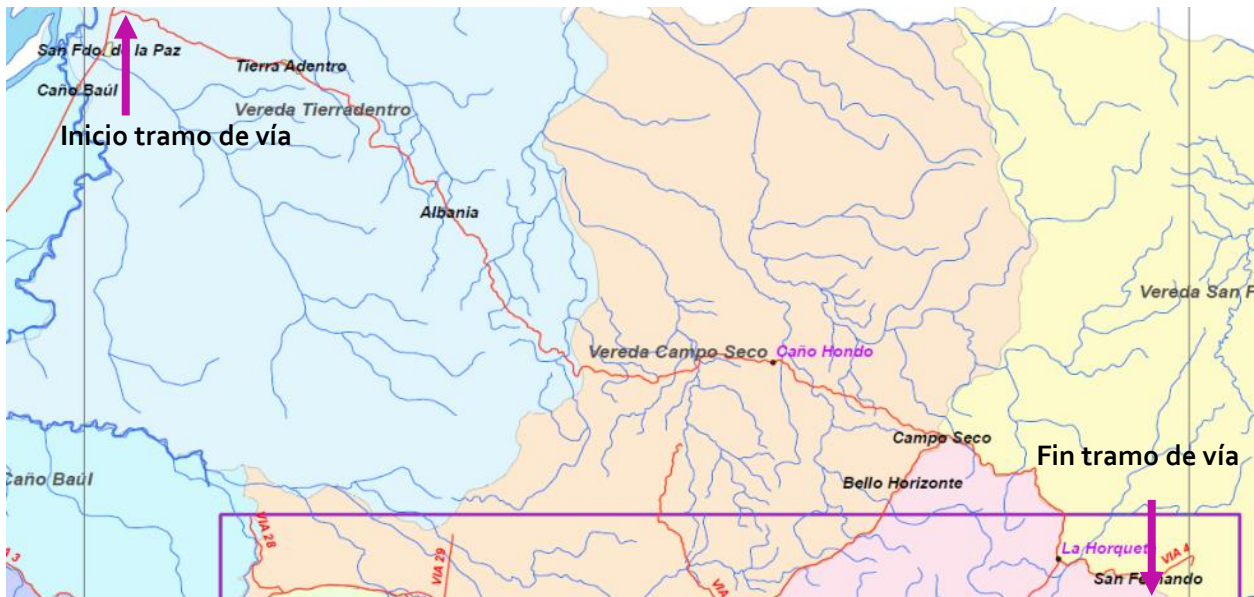 San Fdo. de la Paz
Tierra Adentro
Caño Baúl
Vereda Tierradentro
Inicio tramo de vía
Albania
Vereda San F
Vereda Campo Seco
Caño Hondo
Campo Seco
Fin tramo de vía
Caño Baúl
Bello Horizonte
VIA 28
VIA 29
La Horqueta
VIA 4
San Fernando
VIA
A 3